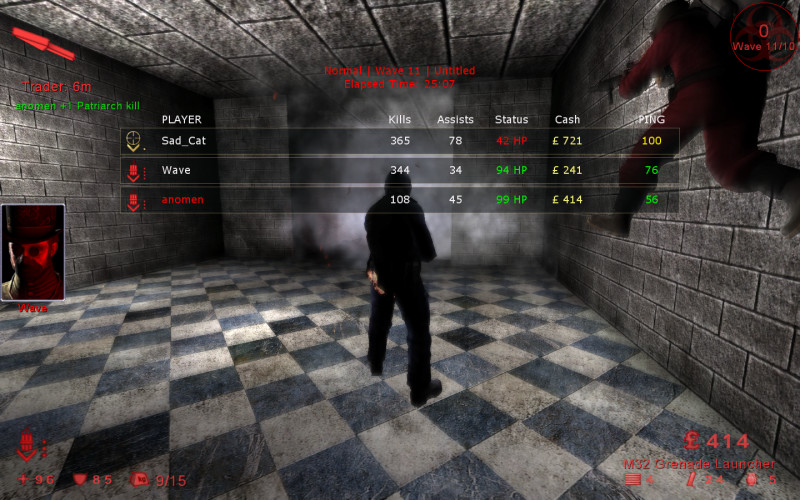 0
Wave 11/10
Normal | Wave 11 | Untitled
Elapsed Time: 25:07
Trader 6m
anomen +1 Patriarch kill
PLAYER Kills Assists Status Cash PING
Sad_Cat 365 78 42 HP £ 721 100
Wave 344 34 94 HP £ 241 76
anomen 108 45 99 HP £ 414 56
Wave
£ 414
M32 Grenade Launcher
96 85 9/15